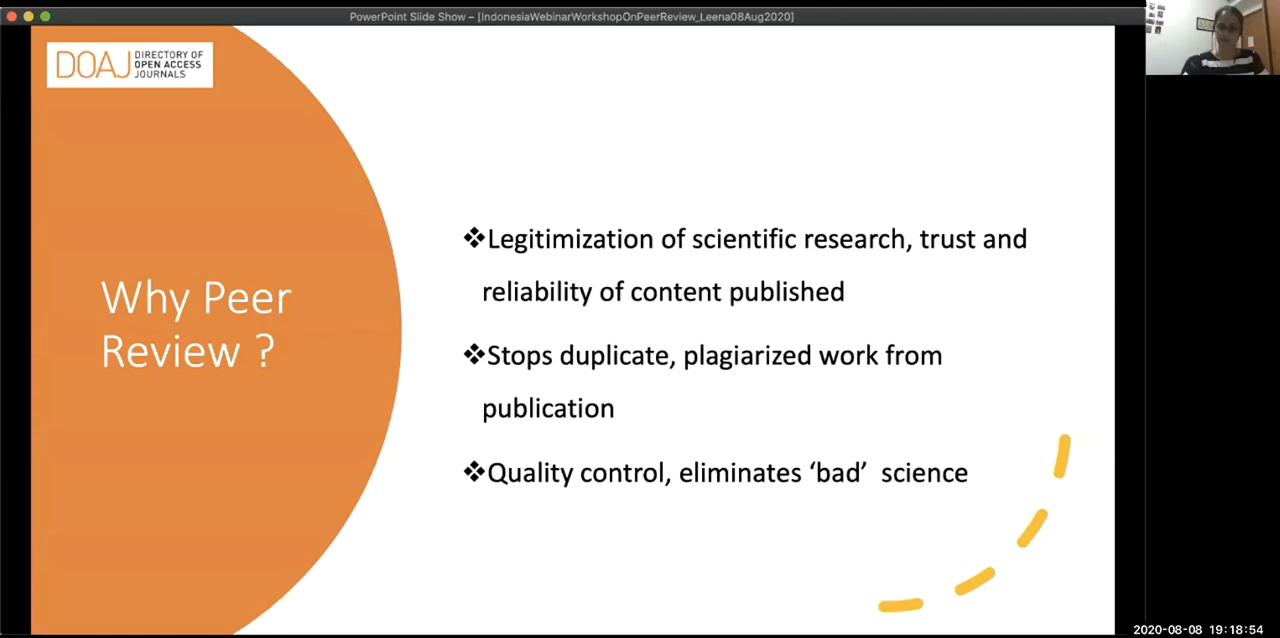 PowerPoint Slide Show – [IndonesiaWebinarWorkshopOnPeerReview_Leena08Aug2020]
DOAJ
DIRECTORY OF
OPEN ACCESS
JOURNALS
Why Peer
Review ?
❖Legitimization of scientific research, trust and
reliability of content published
❖Stops duplicate, plagiarized work from
publication
❖Quality control, eliminates ‘bad’ science
2020-08-08 19:18:54